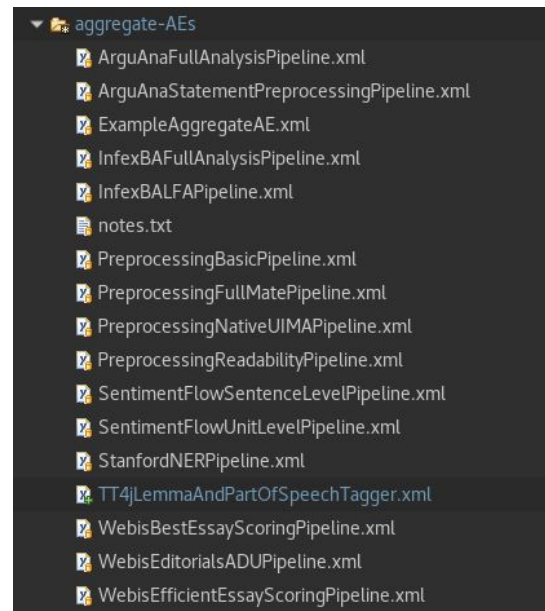 aggregate-AEs
ArguAnaFullAnalysisPipeline.xml
ArguAnaStatementPreprocessingPipeline.xml
ExampleAggregateAE.xml
InfexBAFullAnalysisPipeline.xml
InfexBALFAPipeline.xml
notes.txt
PreprocessingBasicPipeline.xml
PreprocessingFullMatePipeline.xml
PreprocessingNativeUIMAPipeline.xml
PreprocessingReadabilityPipeline.xml
SentimentFlowSentenceLevelPipeline.xml
SentimentFlowUnitLevelPipeline.xml
StanfordNERPipeline.xml
TT4jLemmaAndPartOfSpeechTagger.xml
WebisBestEssayScoringPipeline.xml
WebisEditorialsADUPipeline.xml
WebisEfficientEssayScoringPipeline.xml